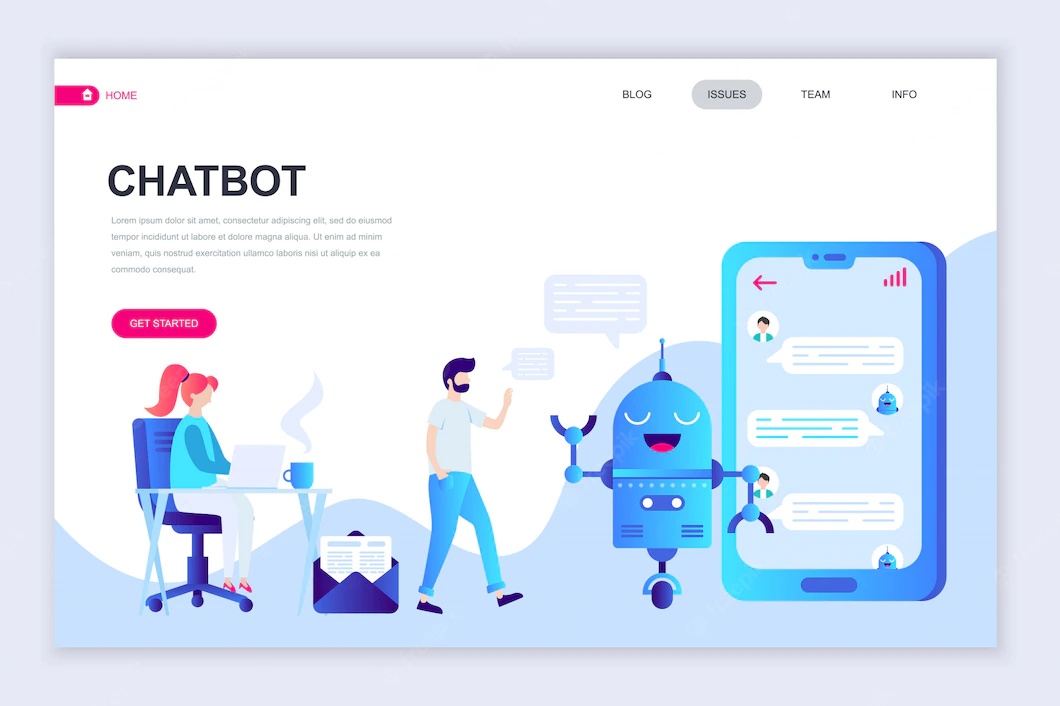 HOME
BLOG ISSUES TEAM INFO
CHATBOT
Lorem ipsum dolor sit amet, consectetur adipiscing elit, sed do eiusmod
tempor incididunt ut labore et dolore magna aliqua. Ut enim ad minim
veniam, quis nostrud exercitation ullamco laboris nisi ut aliquip ex ea
commodo consequat.
GET STARTED